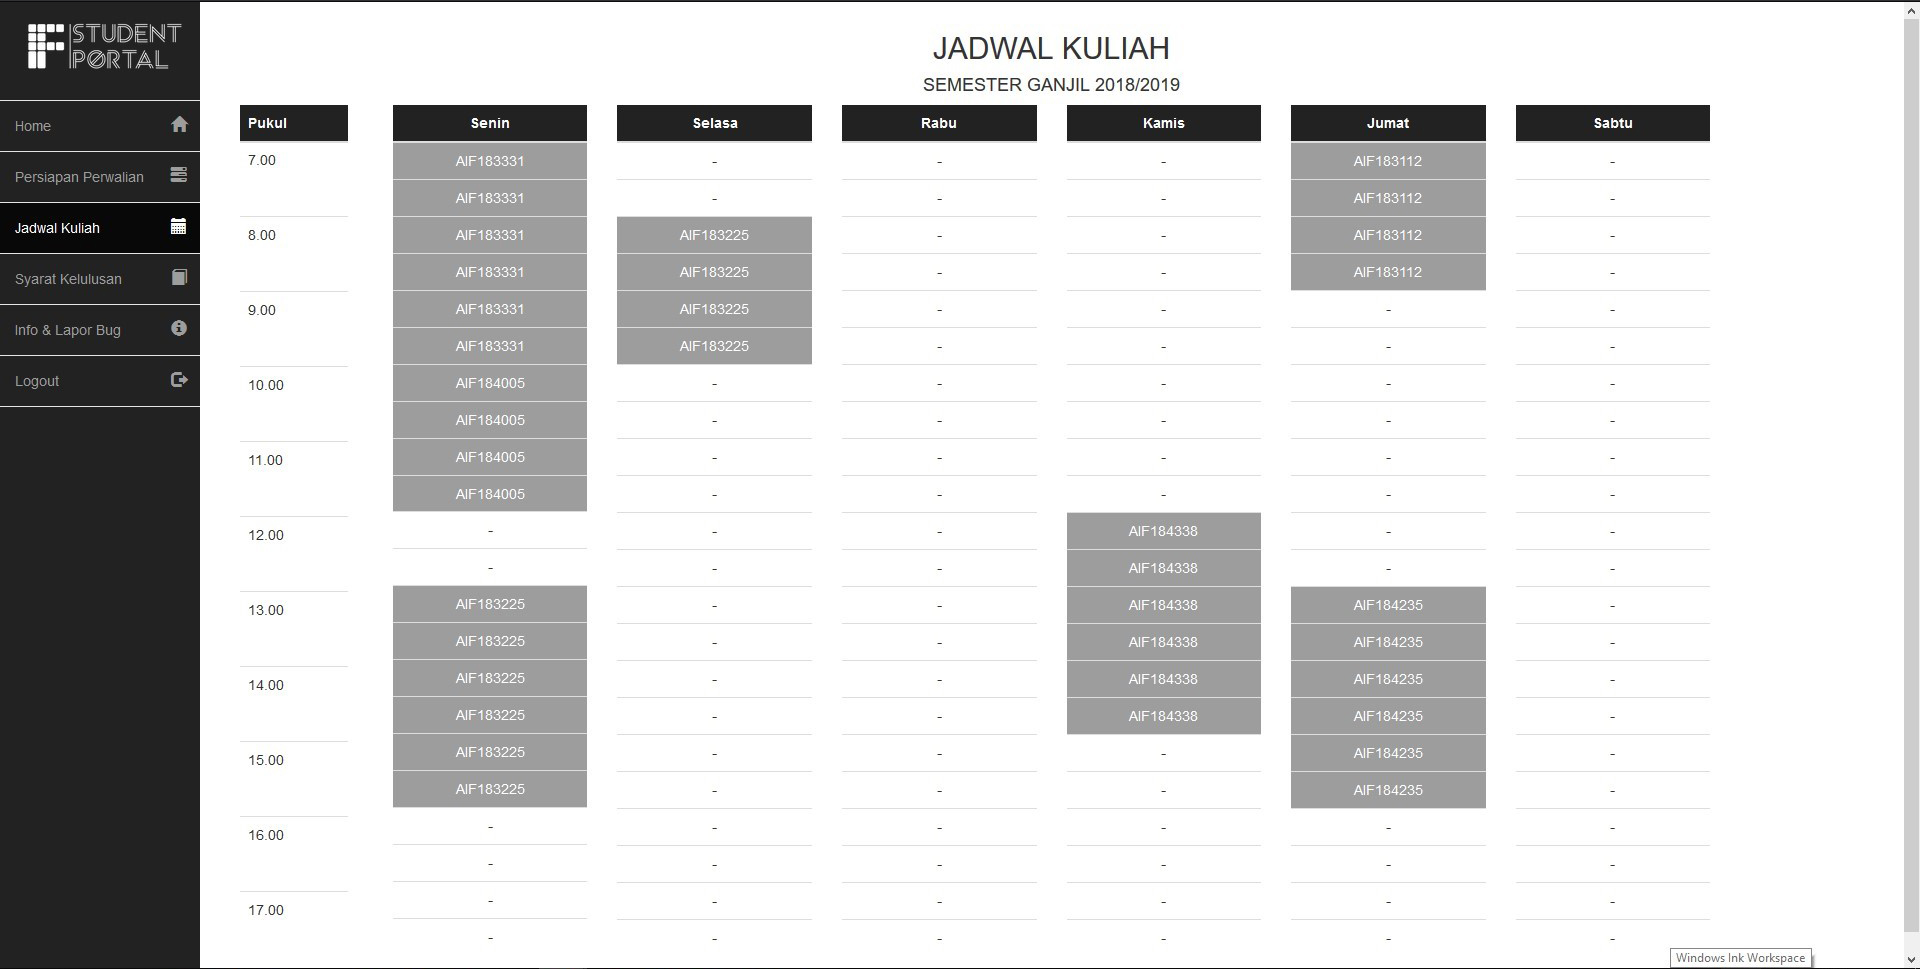 STUDENT
PORTAL
Home
Persiapan Perwalian
Jadwal Kuliah
Syarat Kelulusan
Info & Lapor Bug
Logout
JADWAL KULIAH
SEMESTER GANJIL 2018/2019
Pukul Senin Selasa Rabu Kamis Jumat Sabtu
7.00 AIF183331 - - - AIF183112 -
AIF183331 - - - AIF183112 -
8.00 AIF183331 AIF183225 - - AIF183112 -
AIF183331 AIF183225 - - AIF183112 -
9.00 AIF183331 AIF183225 - - - -
AIF183331 AIF183225 - - - -
10.00 AIF184005 - - - - -
AIF184005 - - - - -
11.00 AIF184005 - - - - -
AIF184005 - - - - -
12.00 - - - AIF184338 - -
- - - AIF184338 - -
13.00 AIF183225 - - AIF184338 AIF184235 -
AIF183225 - - AIF184338 AIF184235 -
14.00 AIF183225 - - AIF184338 AIF184235 -
AIF183225 - - AIF184338 AIF184235 -
15.00 AIF183225 - - - AIF184235 -
AIF183225 - - - AIF184235 -
16.00 - - - - - -
- - - - - -
17.00 - - - - - -
- - - - - -
Windows Ink Workspace